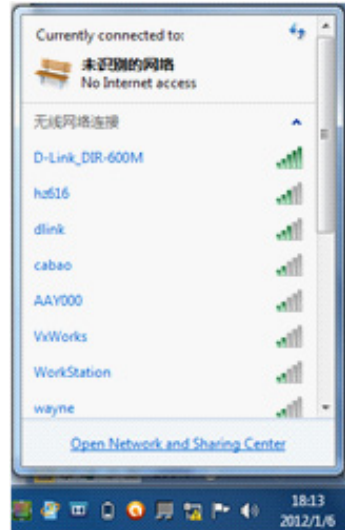 Currently connected to:
未识别的网络
No Internet access
无线网络连接
D-Link_DIR-600M
hz616
dlink
cabao
AAY000
VxWorks
WorkStation
wayne
Open Network and Sharing Center
18:13
2012/1/6